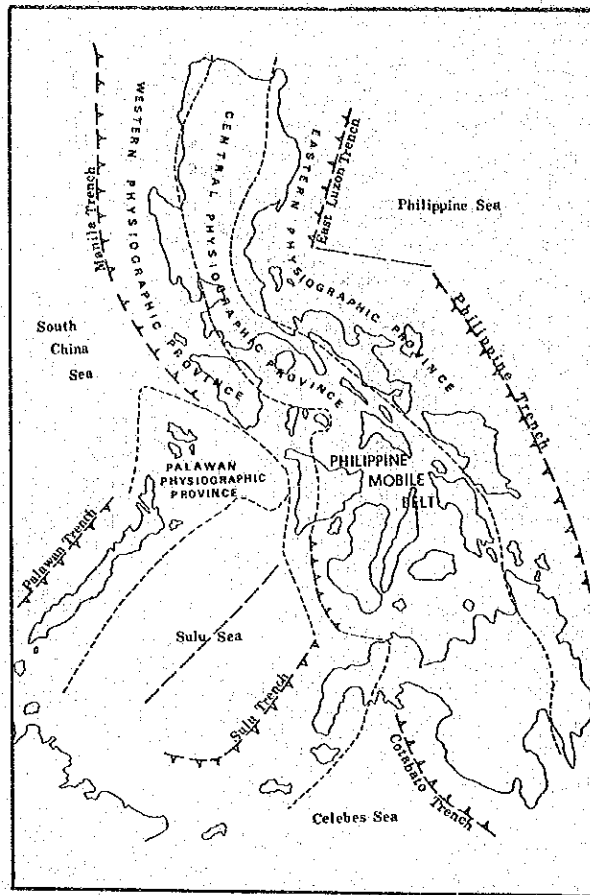 Manila Trench
WESTERN PHYSIOGRAPHIC PROVINCE
CENTRAL PHYSIOGRAPHIC PROVINCE
EASTERN PHYSIOGRAPHIC PROVINCE
East Luzon Trench
Philippine Sea
Philippine Trench
South
China
Sea
PALAWAN
PHYSIOGRAPHIC
PROVINCE
PHILIPPINE
MOBILE
BELT
Palawan Trench
Sulu Sea
Sulu Trench
Cotabato Trench
Celebes Sea